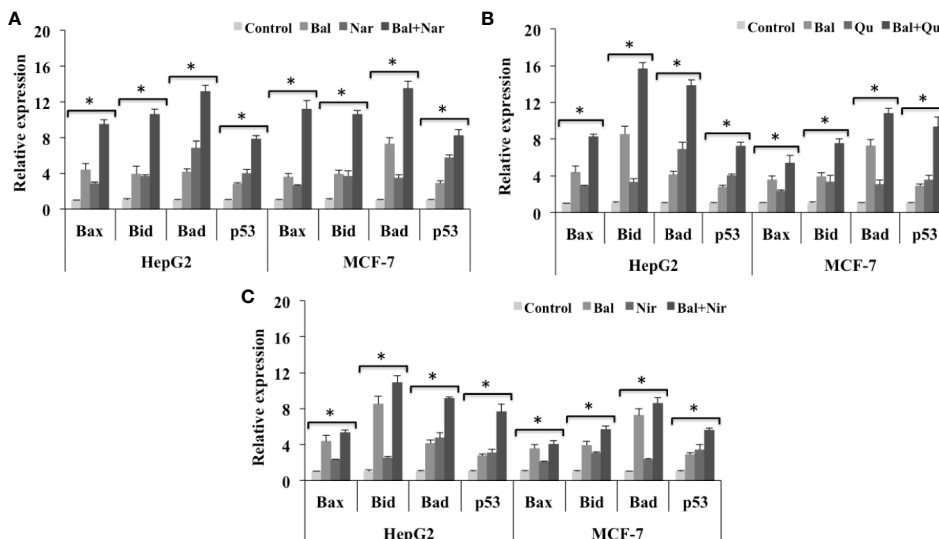 A
Control Bal Nar Bal+Nar
Relative expression
20
16
12
8
4
0
* * * * * * * *
Bax Bid Bad p53 Bax Bid Bad p53
HepG2 MCF-7
B
Control Bal Qu Bal+Qu
Relative expression
20
16
12
8
4
0
* * * * * * * *
Bax Bid Bad p53 Bax Bid Bad p53
HepG2 MCF-7
C
Control Bal Nir Bal+Nir
Relative expression
20
16
12
8
4
0
* * * * * * * *
Bax Bid Bad p53 Bax Bid Bad p53
HepG2 MCF-7